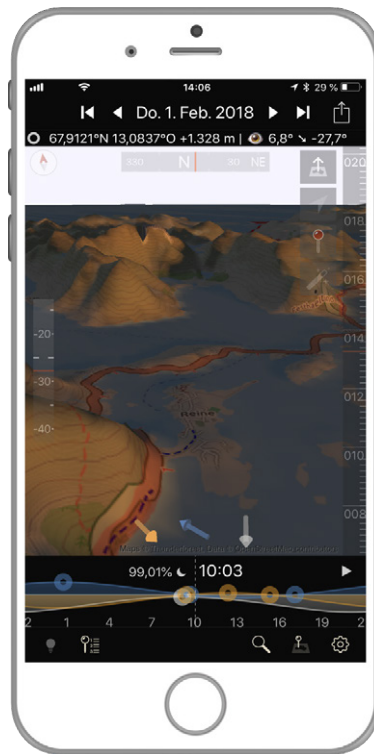 14:06
29 %
Do. 1. Feb. 2018
67,9121°N 13,0837°O +1.328 m | 6,8° ↘ -27,7°
330 N 30 NE
020
018
016
-20-
014
-30-
012
-40-
Reine
010
008
99,01% 10:03
2 1 4 7 10 13 16 19 2